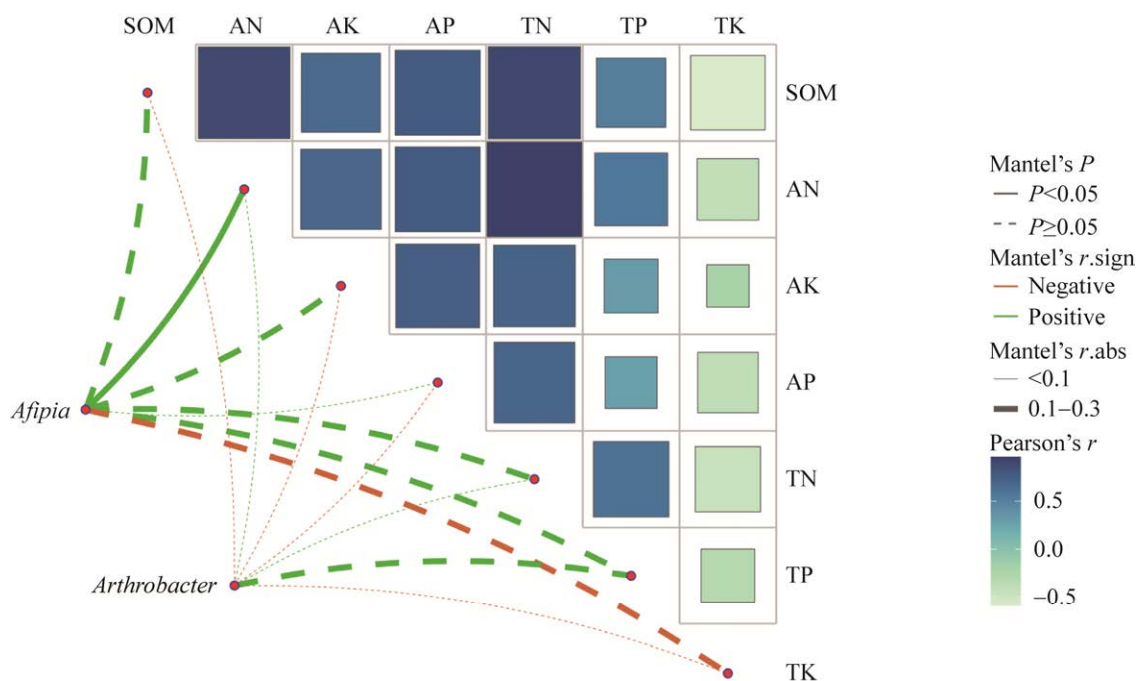 SOM AN AK AP TN TP TK
SOM
AN
AK
AP
TN
TP
TK
Afipia
Arthrobacter
Mantel's P
P<0.05
P≥0.05
Mantel's r.sign
Negative
Positive
Mantel's r.abs
<0.1
0.1–0.3
Pearson's r
0.5
0.0
–0.5